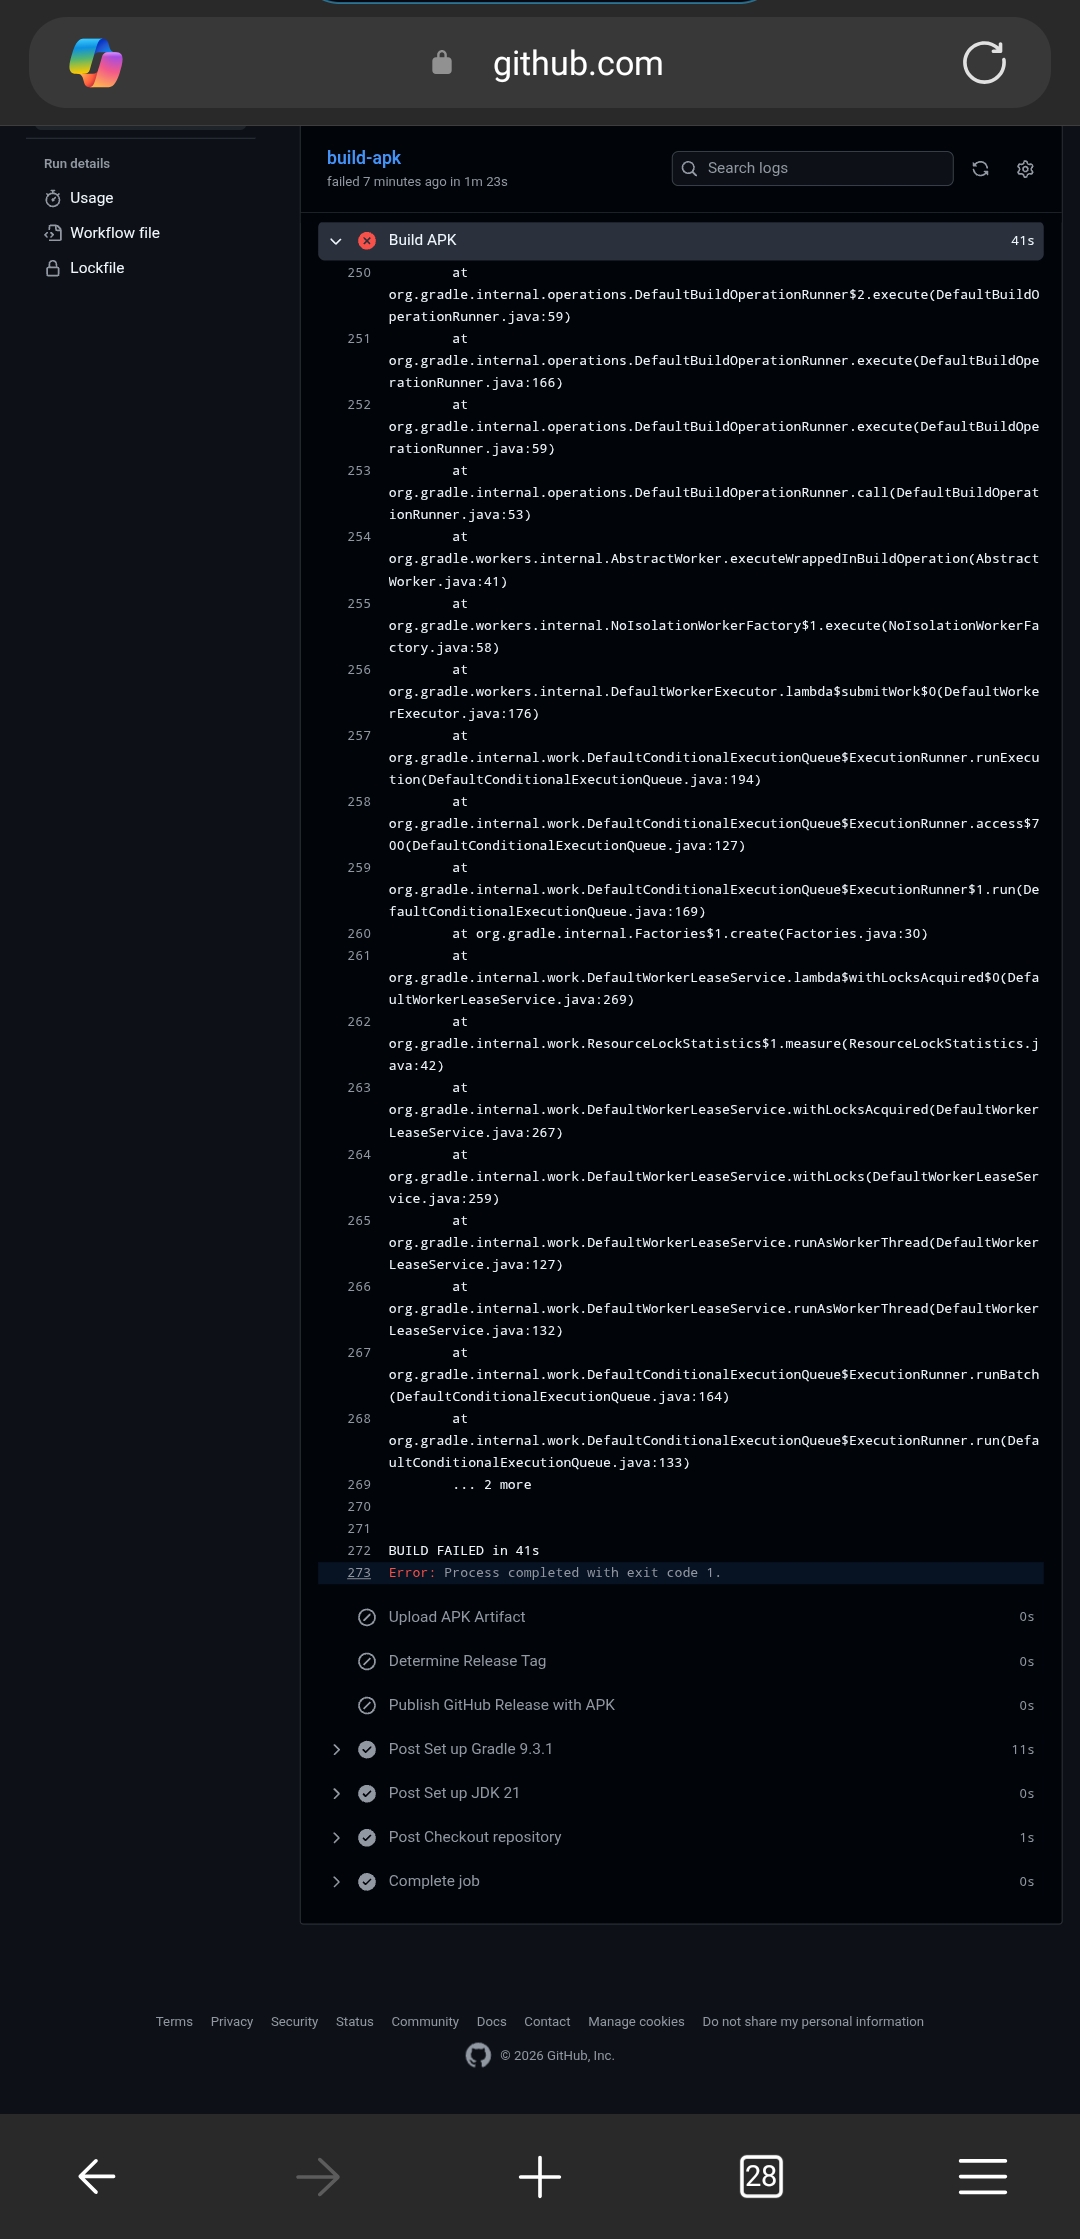 github.com
Run details
Usage
Workflow file
Lockfile
build-apk
failed 7 minutes ago in 1m 23s
Search logs
Build APK 41s
250 at
org.gradle.internal.operations.DefaultBuildOperationRunner$2.execute(DefaultBuildO
perationRunner.java:59)
251 at
org.gradle.internal.operations.DefaultBuildOperationRunner.execute(DefaultBuildOpe
rationRunner.java:166)
252 at
org.gradle.internal.operations.DefaultBuildOperationRunner.execute(DefaultBuildOpe
rationRunner.java:59)
253 at
org.gradle.internal.operations.DefaultBuildOperationRunner.call(DefaultBuildOperat
ionRunner.java:53)
254 at
org.gradle.workers.internal.AbstractWorker.executeWrappedInBuildOperation(Abstract
Worker.java:41)
255 at
org.gradle.workers.internal.NoIsolationWorkerFactory$1.execute(NoIsolationWorkerFa
ctory.java:58)
256 at
org.gradle.workers.internal.DefaultWorkerExecutor.lambda$submitWork$0(DefaultWorke
rExecutor.java:176)
257 at
org.gradle.internal.work.DefaultConditionalExecutionQueue$ExecutionRunner.runExecu
tion(DefaultConditionalExecutionQueue.java:194)
258 at
org.gradle.internal.work.DefaultConditionalExecutionQueue$ExecutionRunner.access$7
00(DefaultConditionalExecutionQueue.java:127)
259 at
org.gradle.internal.work.DefaultConditionalExecutionQueue$ExecutionRunner$1.run(De
faultConditionalExecutionQueue.java:169)
260 at org.gradle.internal.Factories$1.create(Factories.java:30)
261 at
org.gradle.internal.work.DefaultWorkerLeaseService.lambda$withLocksAcquired$0(Defa
ultWorkerLeaseService.java:269)
262 at
org.gradle.internal.work.ResourceLockStatistics$1.measure(ResourceLockStatistics.j
ava:42)
263 at
org.gradle.internal.work.DefaultWorkerLeaseService.withLocksAcquired(DefaultWorker
LeaseService.java:267)
264 at
org.gradle.internal.work.DefaultWorkerLeaseService.withLocks(DefaultWorkerLeaseSer
vice.java:259)
265 at
org.gradle.internal.work.DefaultWorkerLeaseService.runAsWorkerThread(DefaultWorker
LeaseService.java:127)
266 at
org.gradle.internal.work.DefaultWorkerLeaseService.runAsWorkerThread(DefaultWorker
LeaseService.java:132)
267 at
org.gradle.internal.work.DefaultConditionalExecutionQueue$ExecutionRunner.runBatch
(DefaultConditionalExecutionQueue.java:164)
268 at
org.gradle.internal.work.DefaultConditionalExecutionQueue$ExecutionRunner.run(Defa
ultConditionalExecutionQueue.java:133)
269 ... 2 more
270
271
272 BUILD FAILED in 41s
273 Error: Process completed with exit code 1.
Upload APK Artifact 0s
Determine Release Tag 0s
Publish GitHub Release with APK 0s
Post Set up Gradle 9.3.1 11s
Post Set up JDK 21 0s
Post Checkout repository 1s
Complete job 0s
Terms Privacy Security Status Community Docs Contact Manage cookies Do not share my personal information
© 2026 GitHub, Inc.
28